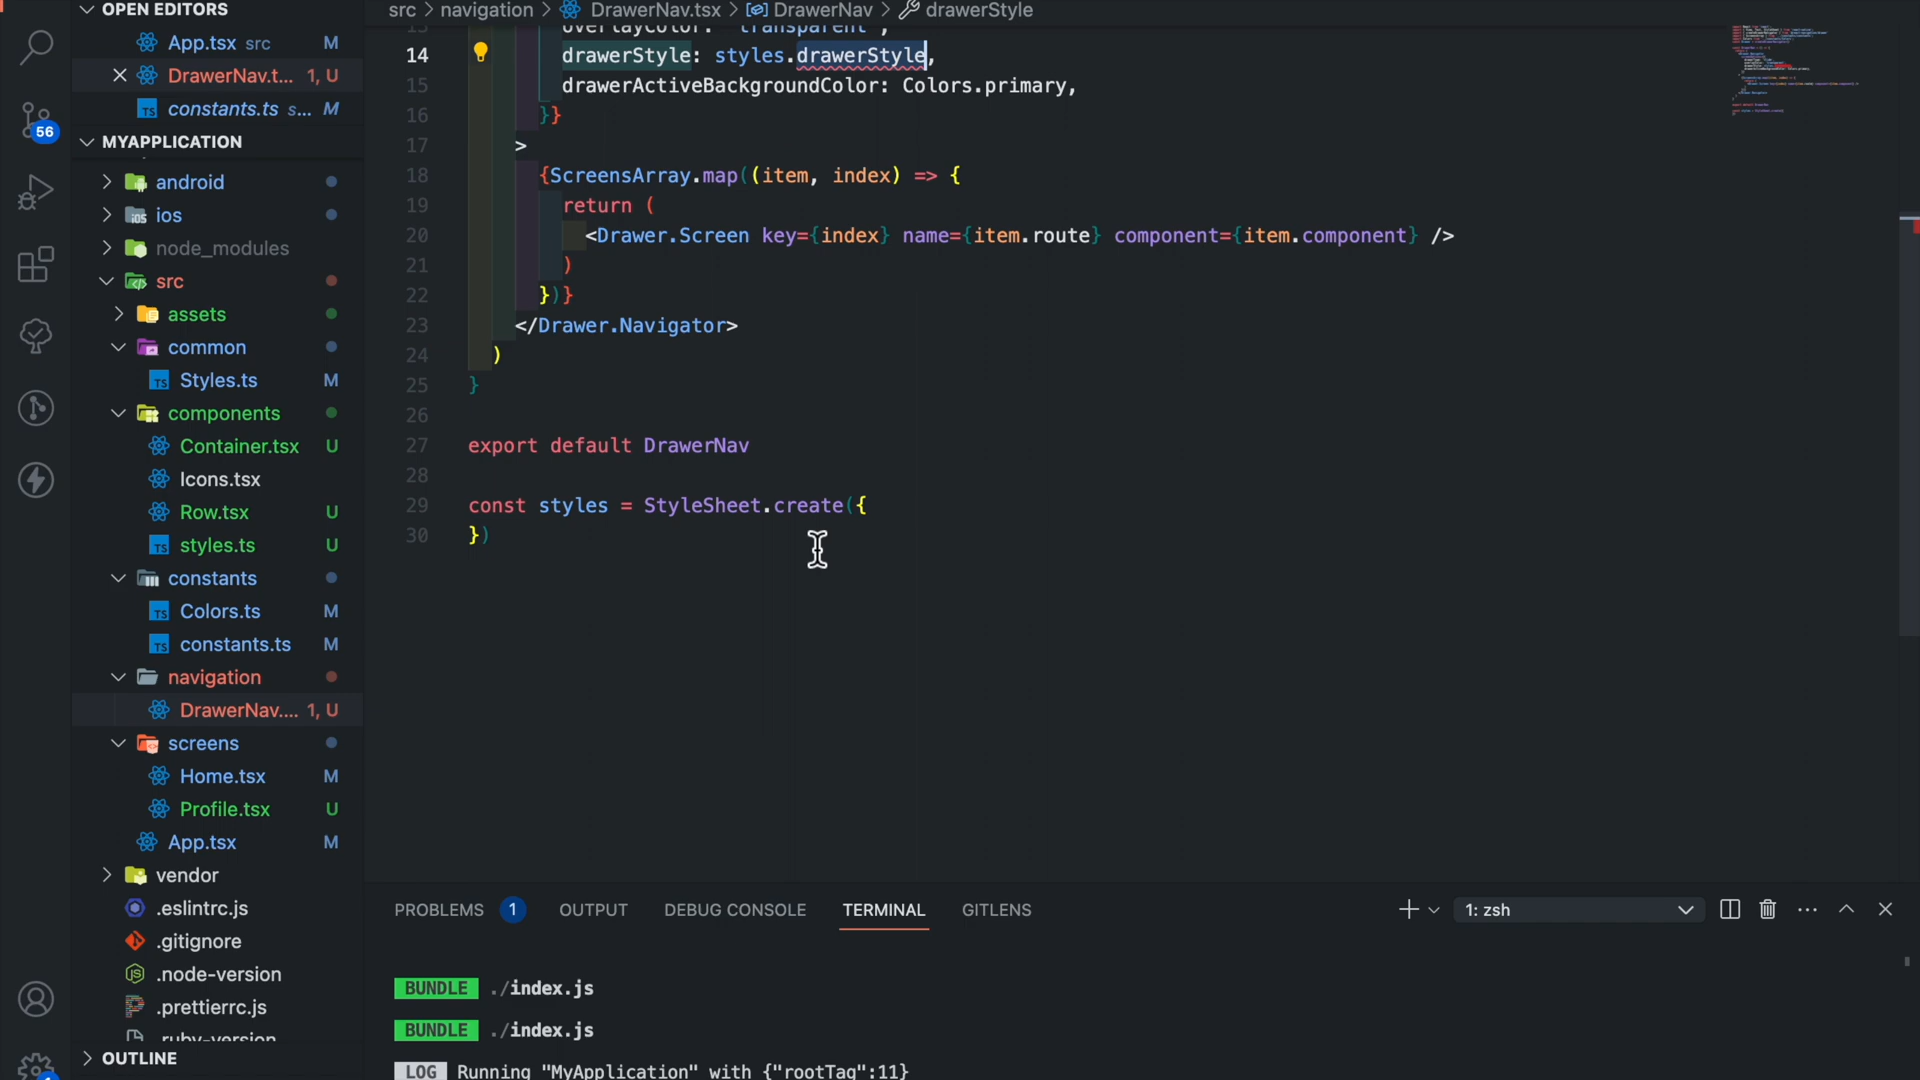 OPEN EDITORS
App.tsx src M
DrawerNav.t... 1, U
constants.ts s... M
MYAPPLICATION
android
ios
node_modules
src
assets
common
Styles.ts M
components
Container.tsx U
Icons.tsx
Row.tsx U
styles.ts U
constants
Colors.ts M
constants.ts M
navigation
DrawerNav.... 1, U
screens
Home.tsx M
Profile.tsx U
App.tsx M
vendor
.eslintrc.js
.gitignore
.node-version
.prettierrc.js
.ruby-version
OUTLINE
56
src > navigation > DrawerNav.tsx > DrawerNav > drawerStyle
13 overlayColor: 'transparent',
14 drawerStyle: styles.drawerStyle,
15 drawerActiveBackgroundColor: Colors.primary,
16 }}
17 >
18 {ScreensArray.map((item, index) => {
19 return (
20 <Drawer.Screen key={index} name={item.route} component={item.component} />
21 )
22 })}
23 </Drawer.Navigator>
24 )
25 }
26
27 export default DrawerNav
28
29 const styles = StyleSheet.create({
30 })
PROBLEMS 1 OUTPUT DEBUG CONSOLE TERMINAL GITLENS 1: zsh
BUNDLE ./index.js
BUNDLE ./index.js
LOG Running "MyApplication" with {"rootTag":11}